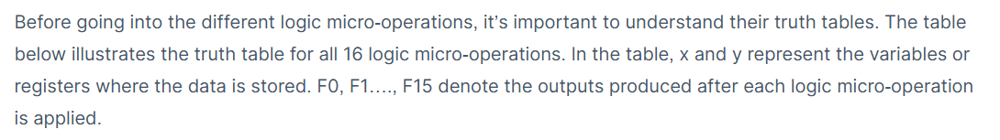 Before going into the different logic micro-operations, it’s important to understand their truth tables. The table
below illustrates the truth table for all 16 logic micro-operations. In the table, x and y represent the variables or
registers where the data is stored. F0, F1…., F15 denote the outputs produced after each logic micro-operation
is applied.